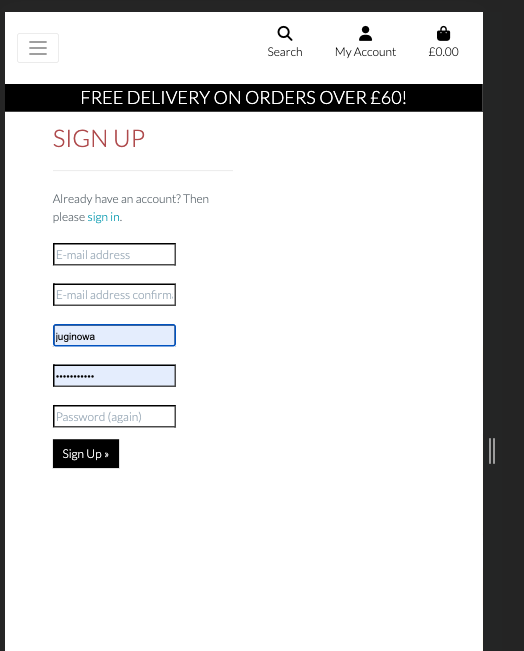 Search My Account £0.00
FREE DELIVERY ON ORDERS OVER £60!
SIGN UP
Already have an account? Then
please sign in.
E-mail address
E-mail address confirm
juginowa
•••••••••••
Password (again)
Sign Up »